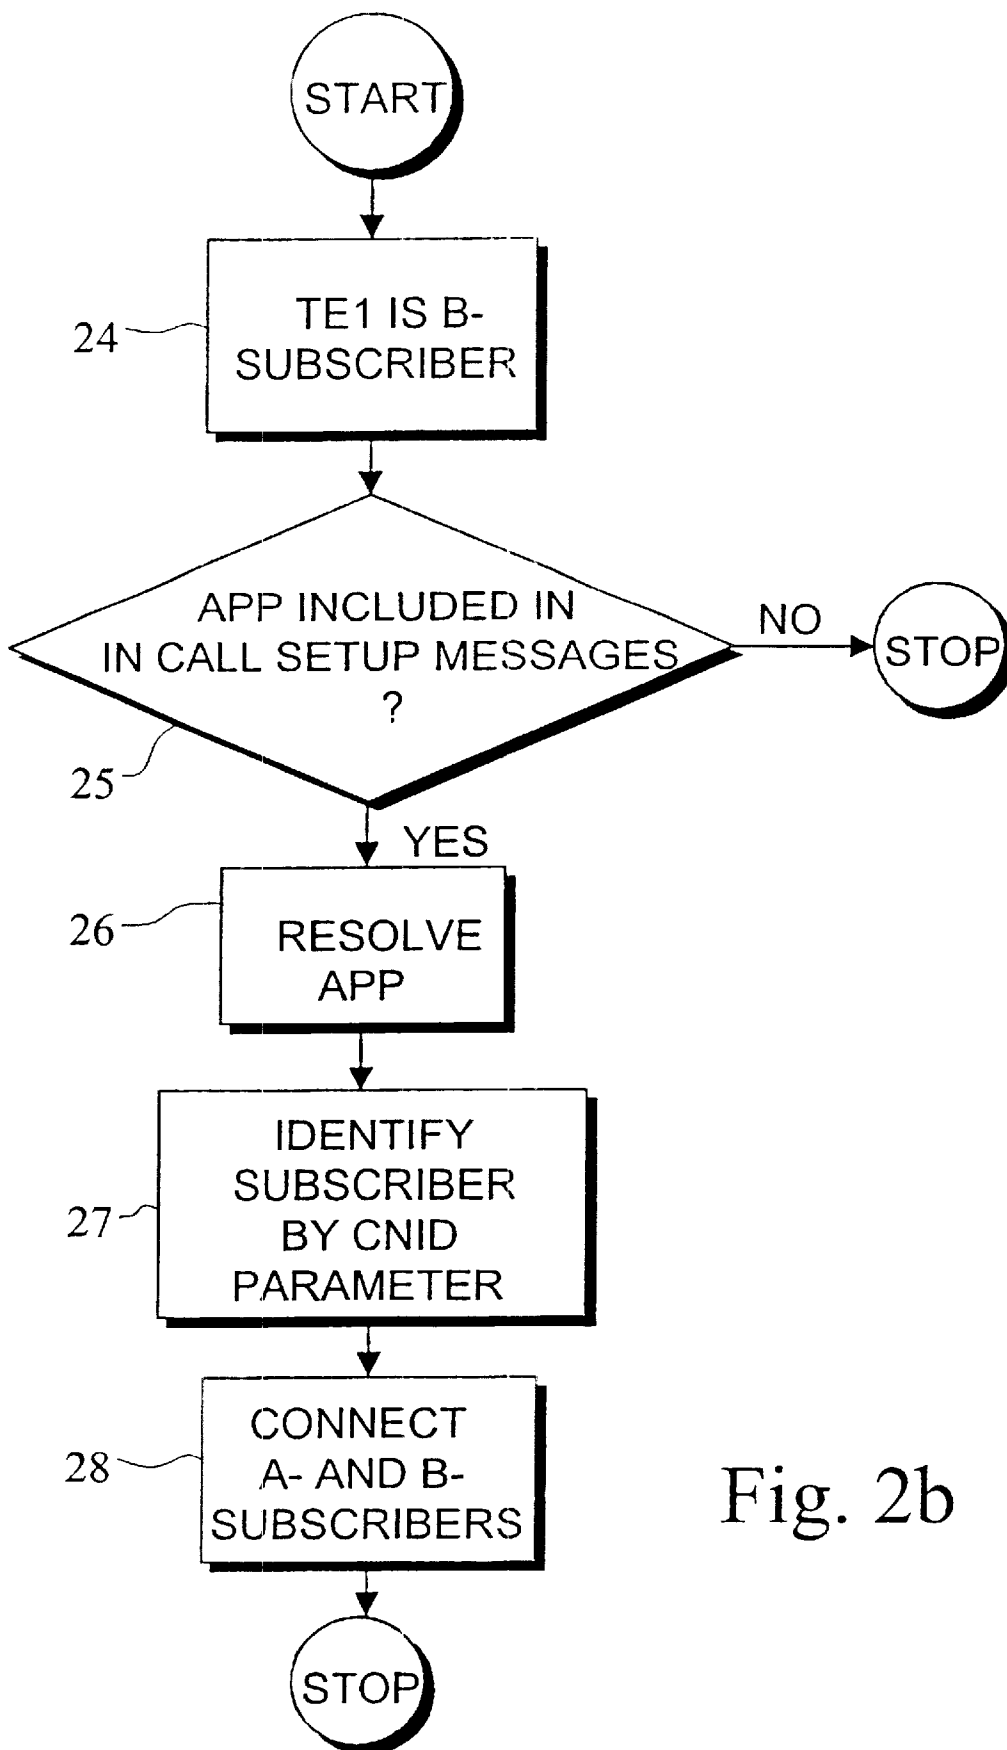 START
24
TE1 IS B-
SUBSCRIBER
APP INCLUDED IN
IN CALL SETUP MESSAGES
?
NO
STOP
25
YES
26
RESOLVE
APP
27
IDENTIFY
SUBSCRIBER
BY CNID
PARAMETER
28
CONNECT
A- AND B-
SUBSCRIBERS
Fig. 2b
STOP